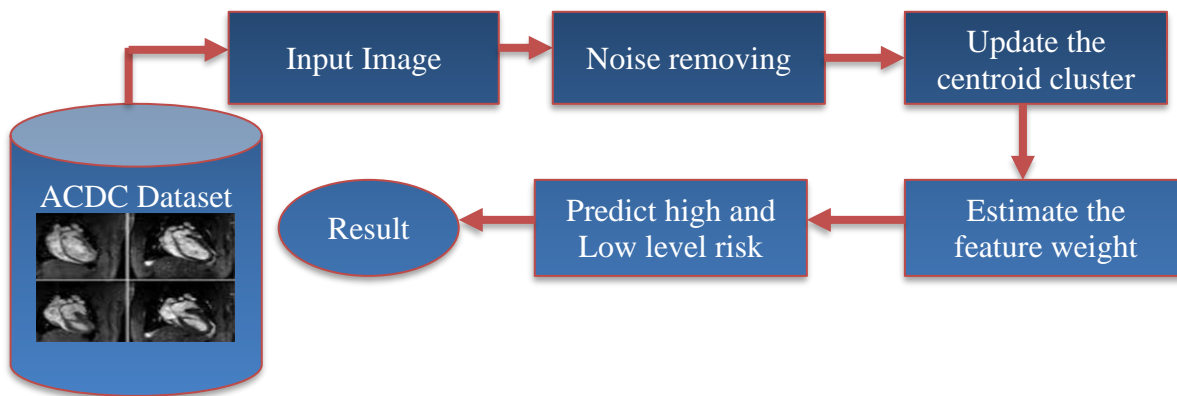 Input Image
Noise removing
Update the
centroid cluster
ACDC Dataset
Estimate the
feature weight
Predict high and
Low level risk
Result